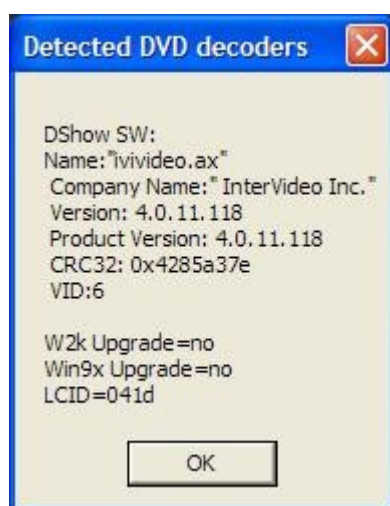 Detected DVD decoders
DShow SW:
Name:"ivivideo.ax"
Company Name:" InterVideo Inc."
Version: 4.0.11.118
Product Version: 4.0.11.118
CRC32: 0x4285a37e
VID:6
W2k Upgrade=no
Win9x Upgrade=no
LCID=041d
OK